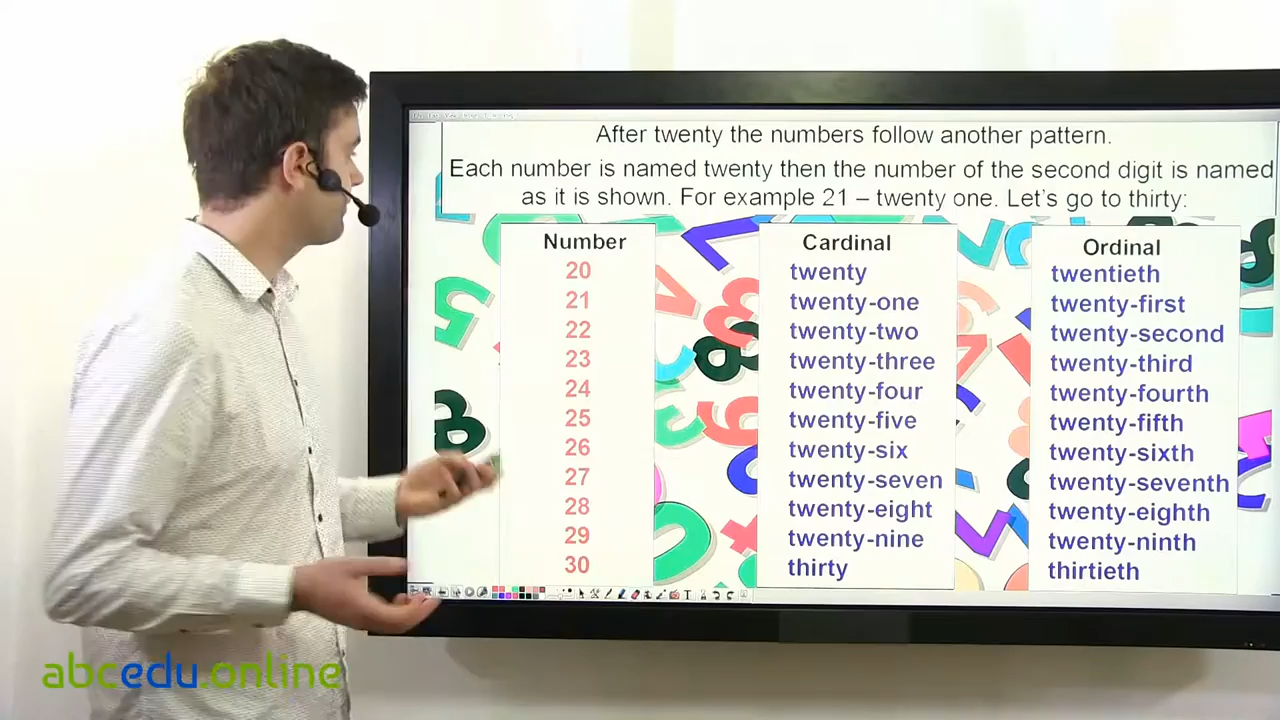 After twenty the numbers follow another pattern.
Each number is named twenty then the number of the second digit is named
as it is shown. For example 21 – twenty one. Let's go to thirty:
Number Cardinal Ordinal
20 twenty twentieth
21 twenty-one twenty-first
22 twenty-two twenty-second
23 twenty-three twenty-third
24 twenty-four twenty-fourth
25 twenty-five twenty-fifth
26 twenty-six twenty-sixth
27 twenty-seven twenty-seventh
28 twenty-eight twenty-eighth
29 twenty-nine twenty-ninth
30 thirty thirtieth
abcedu.online